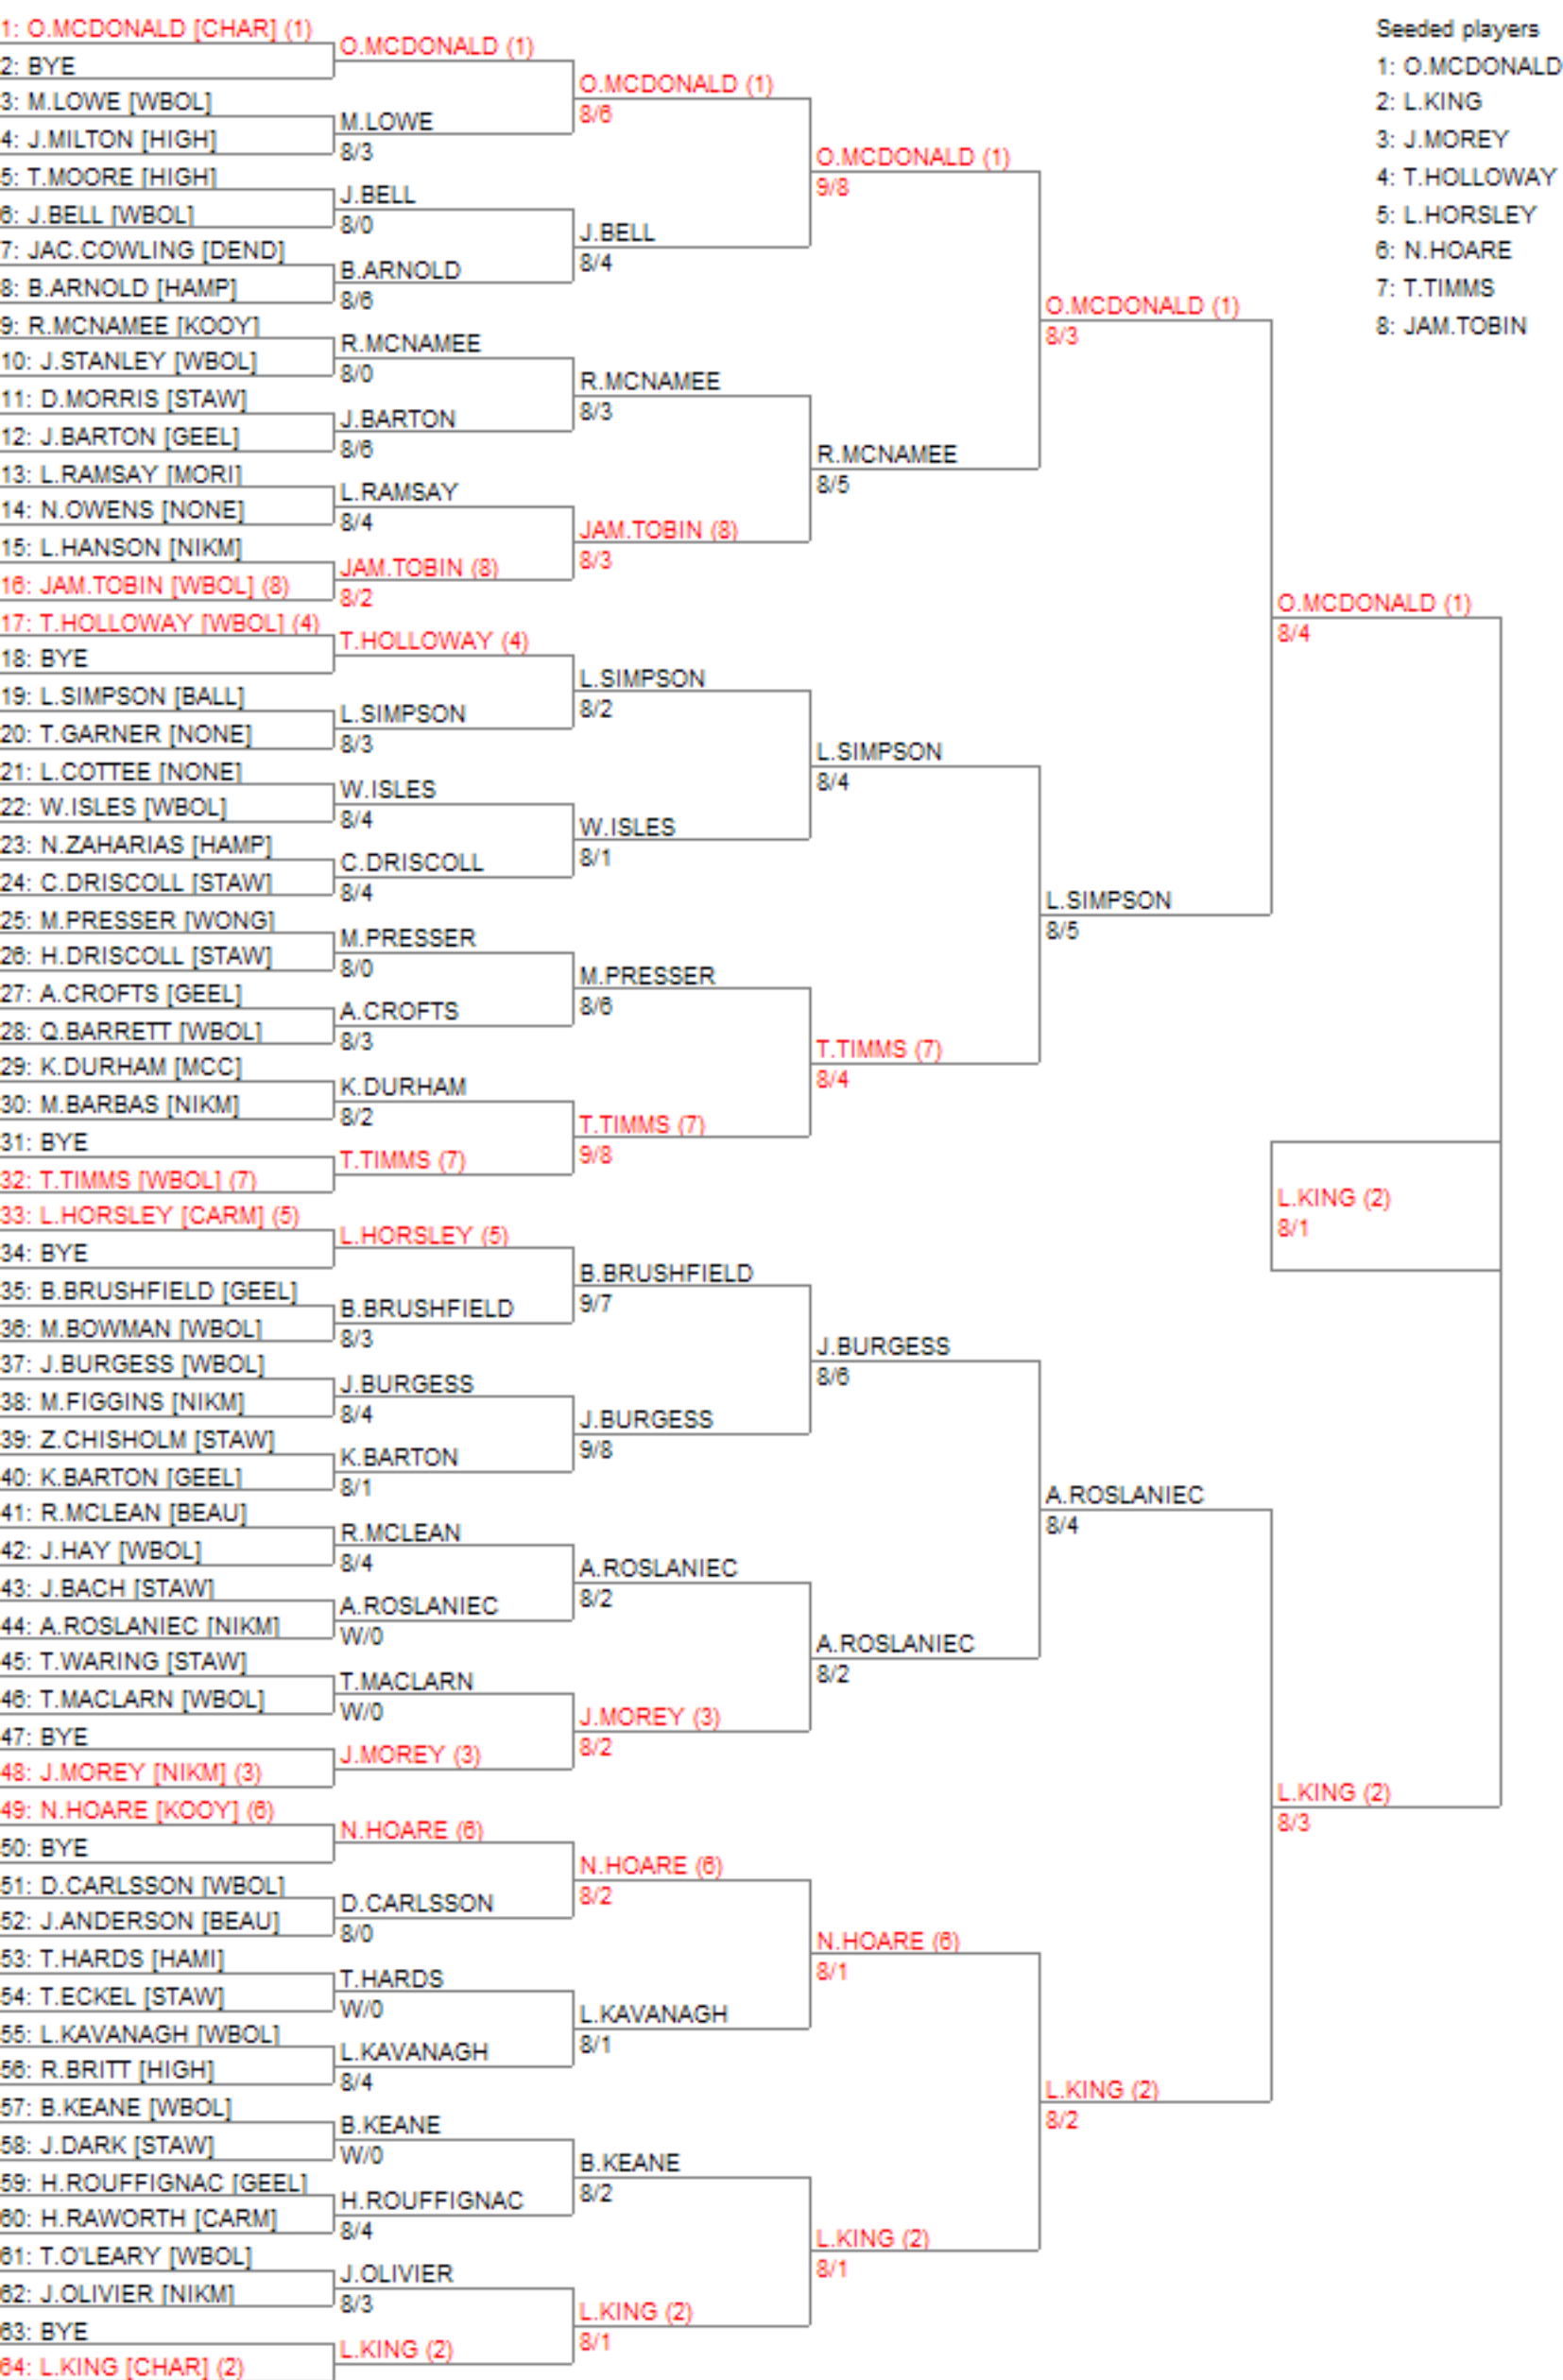 1: O.MCDONALD [CHAR] (1)
2: BYE
3: M.LOWE [WBOL]
4: J.MILTON [HIGH]
5: T.MOORE [HIGH]
6: J.BELL [WBOL]
7: JAC.COWLING [DEND]
8: B.ARNOLD [HAMP]
9: R.MCNAMEE [KOOY]
10: J.STANLEY [WBOL]
11: D.MORRIS [STAW]
12: J.BARTON [GEEL]
13: L.RAMSAY [MORI]
14: N.OWENS [NONE]
15: L.HANSON [NIKM]
16: JAM.TOBIN [WBOL] (8)
17: T.HOLLOWAY [WBOL] (4)
18: BYE
19: L.SIMPSON [BALL]
20: T.GARNER [NONE]
21: L.COTTEE [NONE]
22: W.ISLES [WBOL]
23: N.ZAHARIAS [HAMP]
24: C.DRISCOLL [STAW]
25: M.PRESSER [WONG]
26: H.DRISCOLL [STAW]
27: A.CROFTS [GEEL]
28: Q.BARRETT [WBOL]
29: K.DURHAM [MCC]
30: M.BARBAS [NIKM]
31: BYE
32: T.TIMMS [WBOL] (7)
33: L.HORSLEY [CARM] (5)
34: BYE
35: B.BRUSHFIELD [GEEL]
36: M.BOWMAN [WBOL]
37: J.BURGESS [WBOL]
38: M.FIGGINS [NIKM]
39: Z.CHISHOLM [STAW]
40: K.BARTON [GEEL]
41: R.MCLEAN [BEAU]
42: J.HAY [WBOL]
43: J.BACH [STAW]
44: A.ROSLANIEC [NIKM]
45: T.WARING [STAW]
46: T.MACLARN [WBOL]
47: BYE
48: J.MOREY [NIKM] (3)
49: N.HOARE [KOOY] (6)
50: BYE
51: D.CARLSSON [WBOL]
52: J.ANDERSON [BEAU]
53: T.HARDS [HAMI]
54: T.ECKEL [STAW]
55: L.KAVANAGH [WBOL]
56: R.BRITT [HIGH]
57: B.KEANE [WBOL]
58: J.DARK [STAW]
59: H.ROUFFIGNAC [GEEL]
60: H.RAWORTH [CARM]
61: T.O'LEARY [WBOL]
62: J.OLIVIER [NIKM]
63: BYE
64: L.KING [CHAR] (2)
O.MCDONALD (1)
M.LOWE
8/3
J.BELL
8/0
B.ARNOLD
8/6
R.MCNAMEE
8/0
J.BARTON
8/6
L.RAMSAY
8/4
JAM.TOBIN (8)
8/2
T.HOLLOWAY (4)
L.SIMPSON
8/3
W.ISLES
8/4
C.DRISCOLL
8/4
M.PRESSER
8/0
A.CROFTS
8/3
K.DURHAM
8/2
T.TIMMS (7)
L.HORSLEY (5)
B.BRUSHFIELD
8/3
J.BURGESS
8/4
K.BARTON
8/1
R.MCLEAN
8/4
A.ROSLANIEC
W/0
T.MACLARN
W/0
J.MOREY (3)
N.HOARE (6)
D.CARLSSON
8/0
T.HARDS
W/0
L.KAVANAGH
8/4
B.KEANE
W/0
H.ROUFFIGNAC
8/4
J.OLIVIER
8/3
L.KING (2)
O.MCDONALD (1)
8/6
J.BELL
8/4
R.MCNAMEE
8/3
JAM.TOBIN (8)
8/3
L.SIMPSON
8/2
W.ISLES
8/1
M.PRESSER
8/6
T.TIMMS (7)
9/8
B.BRUSHFIELD
9/7
J.BURGESS
9/8
A.ROSLANIEC
8/2
J.MOREY (3)
8/2
N.HOARE (6)
8/2
L.KAVANAGH
8/1
B.KEANE
8/2
L.KING (2)
8/1
O.MCDONALD (1)
9/8
R.MCNAMEE
8/5
L.SIMPSON
8/4
T.TIMMS (7)
8/4
J.BURGESS
8/6
A.ROSLANIEC
8/2
N.HOARE (6)
8/1
L.KING (2)
8/1
O.MCDONALD (1)
8/3
L.SIMPSON
8/5
A.ROSLANIEC
8/4
L.KING (2)
8/2
O.MCDONALD (1)
8/4
L.KING (2)
8/1
L.KING (2)
8/3
Seeded players
1: O.MCDONALD
2: L.KING
3: J.MOREY
4: T.HOLLOWAY
5: L.HORSLEY
6: N.HOARE
7: T.TIMMS
8: JAM.TOBIN